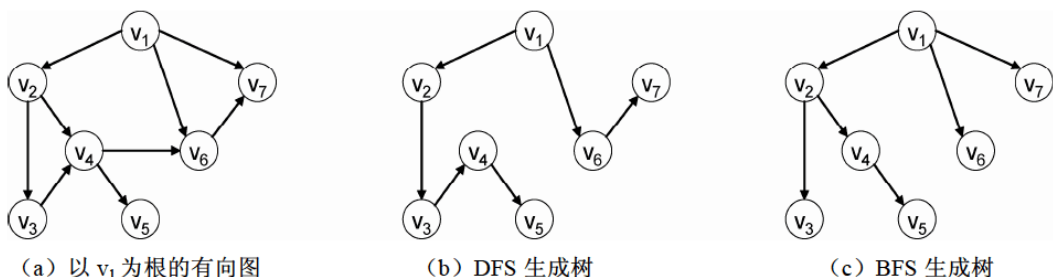 v₁
v₂
v₇
v₄
v₆
v₃
v₅
v₁
v₂
v₇
v₄
v₆
v₃
v₅
v₁
v₂
v₇
v₄
v₆
v₃
v₅
（a）以 v₁ 为根的有向图
（b）DFS 生成树
（c）BFS 生成树